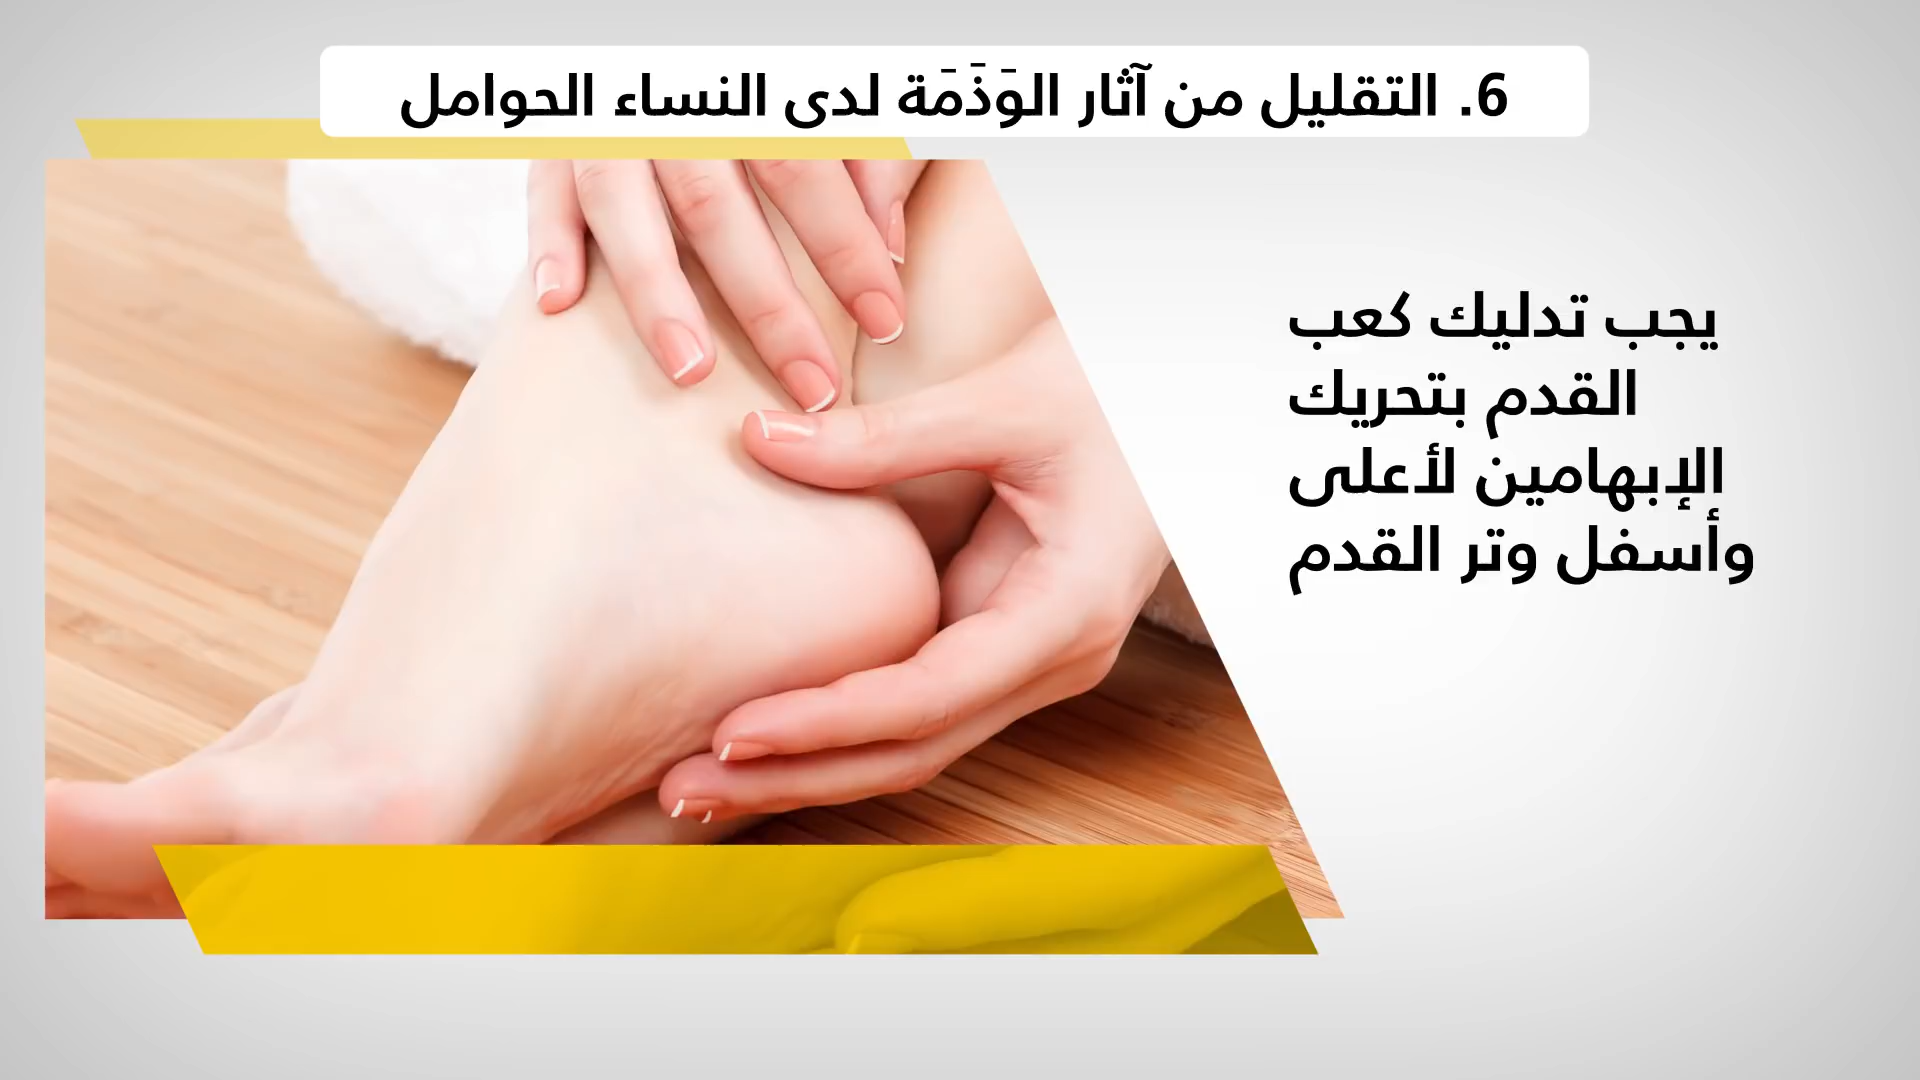 6. التقليل من آثار الوَذَمَة لدى النساء الحوامل
يجب تدليك كعب
القدم بتحريك
الإبهامين لأعلى
وأسفل وتر القدم